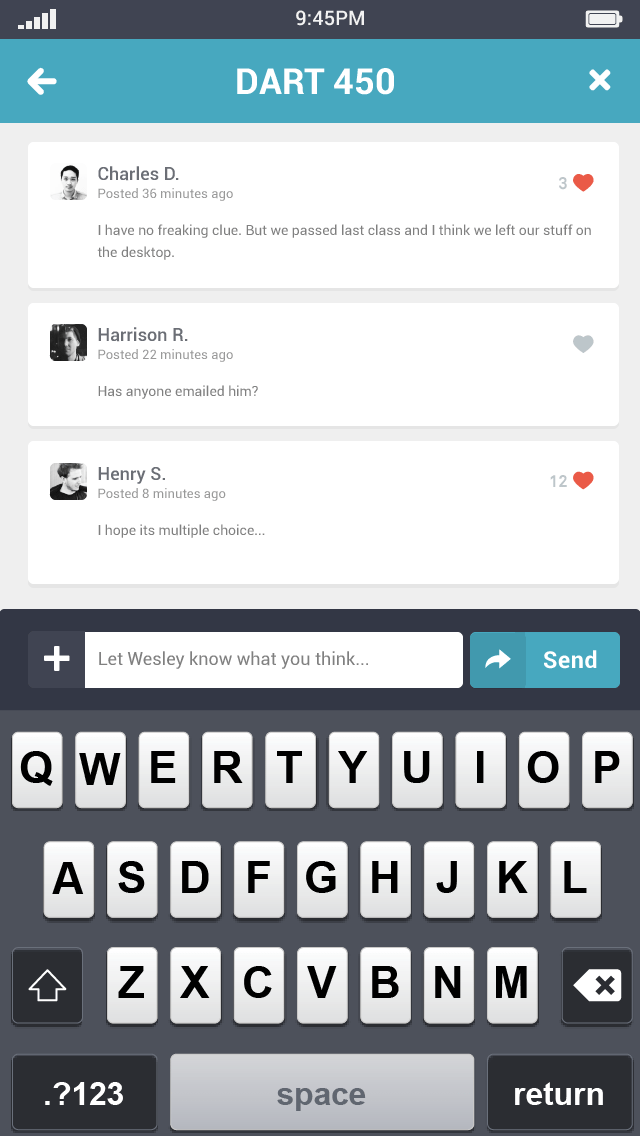 9:45PM
DART 450
Charles D.
3
Posted 36 minutes ago
I have no freaking clue. But we passed last class and I think we left our stuff on
the desktop.
Harrison R.
Posted 22 minutes ago
Has anyone emailed him?
Henry S.
12
Posted 8 minutes ago
I hope its multiple choice...
Let Wesley know what you think... Send
Q W E R T Y U I O P
A S D F G H J K L
Z X C V B N M
.?123 space return